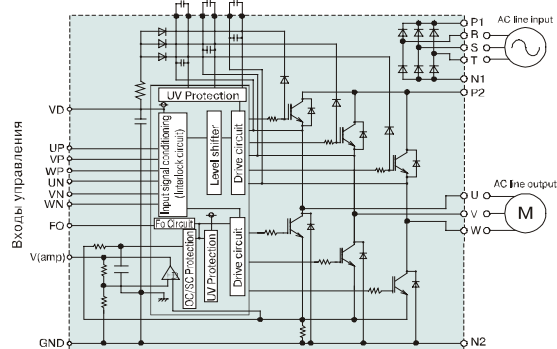 P1
AC line input
R
S
T
N1
P2
UV Protection
VD
Входы управления
UP
VP
WP
UN
VN
WN
Input signal conditioning
(Interlock circuit)
Level shifter
Drive circuit
U
AC line output
V
M
W
FO
Fo Circuit
V(amp)
OC/SC Protection
UV Protection
Drive circuit
GND
N2